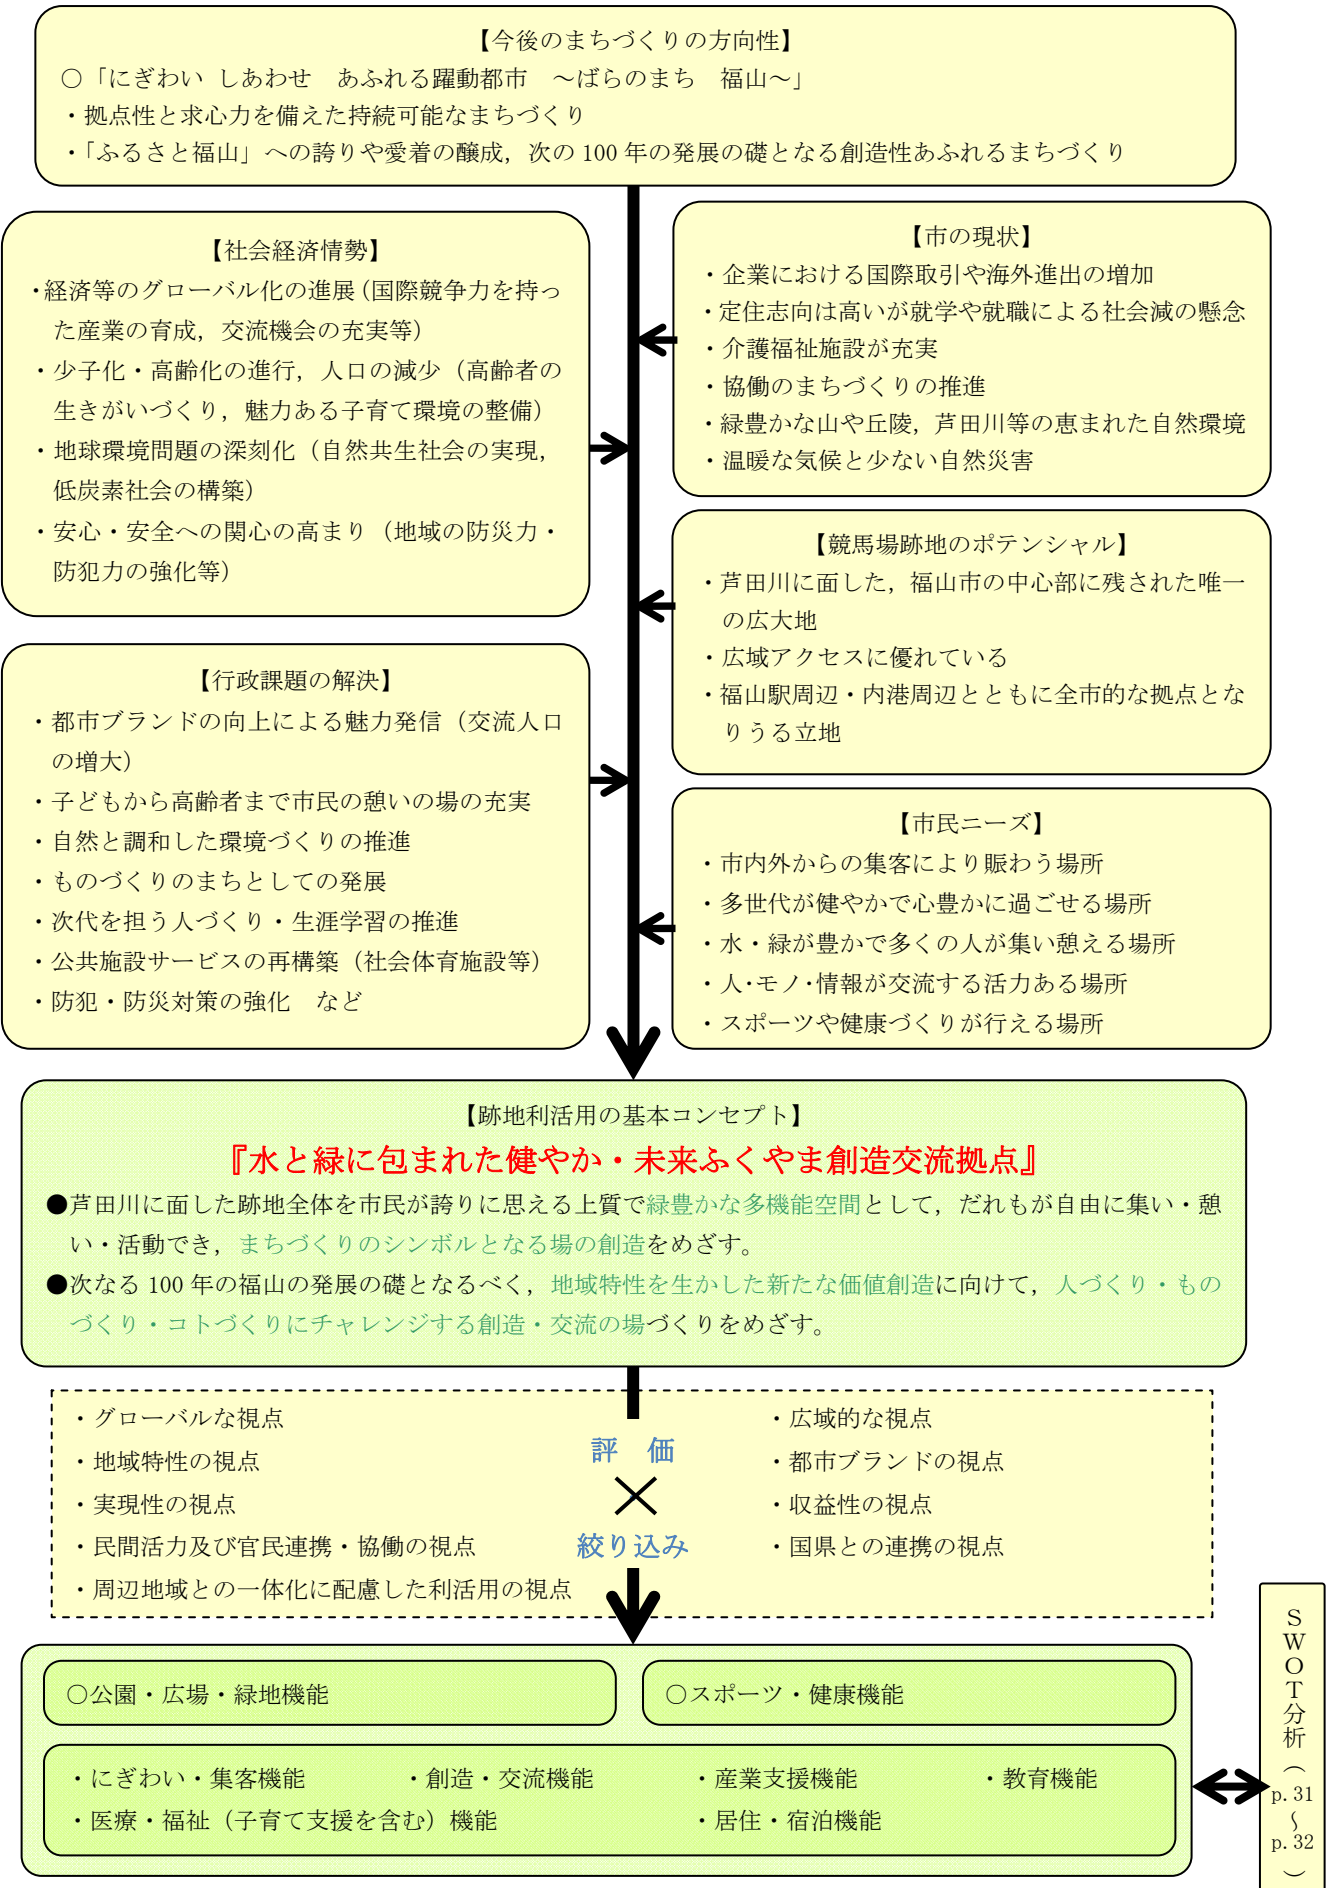 【今後のまちづくりの方向性】
○「にぎわい しあわせ　あふれる躍動都市　～ばらのまち　福山～」
・拠点性と求心力を備えた持続可能なまちづくり
・「ふるさと福山」への誇りや愛着の醸成，次の100年の発展の礎となる創造性あふれるまちづくり
【社会経済情勢】
・経済等のグローバル化の進展（国際競争力を持っ
た産業の育成，交流機会の充実等）
・少子化・高齢化の進行，人口の減少（高齢者の
生きがいづくり，魅力ある子育て環境の整備）
・地球環境問題の深刻化（自然共生社会の実現，
低炭素社会の構築）
・安心・安全への関心の高まり（地域の防災力・
防犯力の強化等）
【市の現状】
・企業における国際取引や海外進出の増加
・定住志向は高いが就学や就職による社会減の懸念
・介護福祉施設が充実
・協働のまちづくりの推進
・緑豊かな山や丘陵，芦田川等の恵まれた自然環境
・温暖な気候と少ない自然災害
【競馬場跡地のポテンシャル】
・芦田川に面した，福山市の中心部に残された唯一
の広大地
・広域アクセスに優れている
・福山駅周辺・内港周辺とともに全市的な拠点とな
りうる立地
【行政課題の解決】
・都市ブランドの向上による魅力発信（交流人口
の増大）
・子どもから高齢者まで市民の憩いの場の充実
・自然と調和した環境づくりの推進
・ものづくりのまちとしての発展
・次代を担う人づくり・生涯学習の推進
・公共施設サービスの再構築（社会体育施設等）
・防犯・防災対策の強化　など
【市民ニーズ】
・市内外からの集客により賑わう場所
・多世代が健やかで心豊かに過ごせる場所
・水・緑が豊かで多くの人が集い憩える場所
・人・モノ・情報が交流する活力ある場所
・スポーツや健康づくりが行える場所
【跡地利活用の基本コンセプト】
『水と緑に包まれた健やか・未来ふくやま創造交流拠点』
●芦田川に面した跡地全体を市民が誇りに思える上質で緑豊かな多機能空間として，だれもが自由に集い・憩
い・活動でき，まちづくりのシンボルとなる場の創造をめざす。
●次なる100年の福山の発展の礎となるべく，地域特性を生かした新たな価値創造に向けて，人づくり・もの
づくり・コトづくりにチャレンジする創造・交流の場づくりをめざす。
・グローバルな視点
・地域特性の視点
・実現性の視点
・民間活力及び官民連携・協働の視点
・周辺地域との一体化に配慮した利活用の視点
評　価
絞り込み
・広域的な視点
・都市ブランドの視点
・収益性の視点
・国県との連携の視点
○公園・広場・緑地機能
○スポーツ・健康機能
・にぎわい・集客機能　・創造・交流機能　・産業支援機能　・教育機能
・医療・福祉（子育て支援を含む）機能　・居住・宿泊機能
SWOT分析（p.31～p.32）